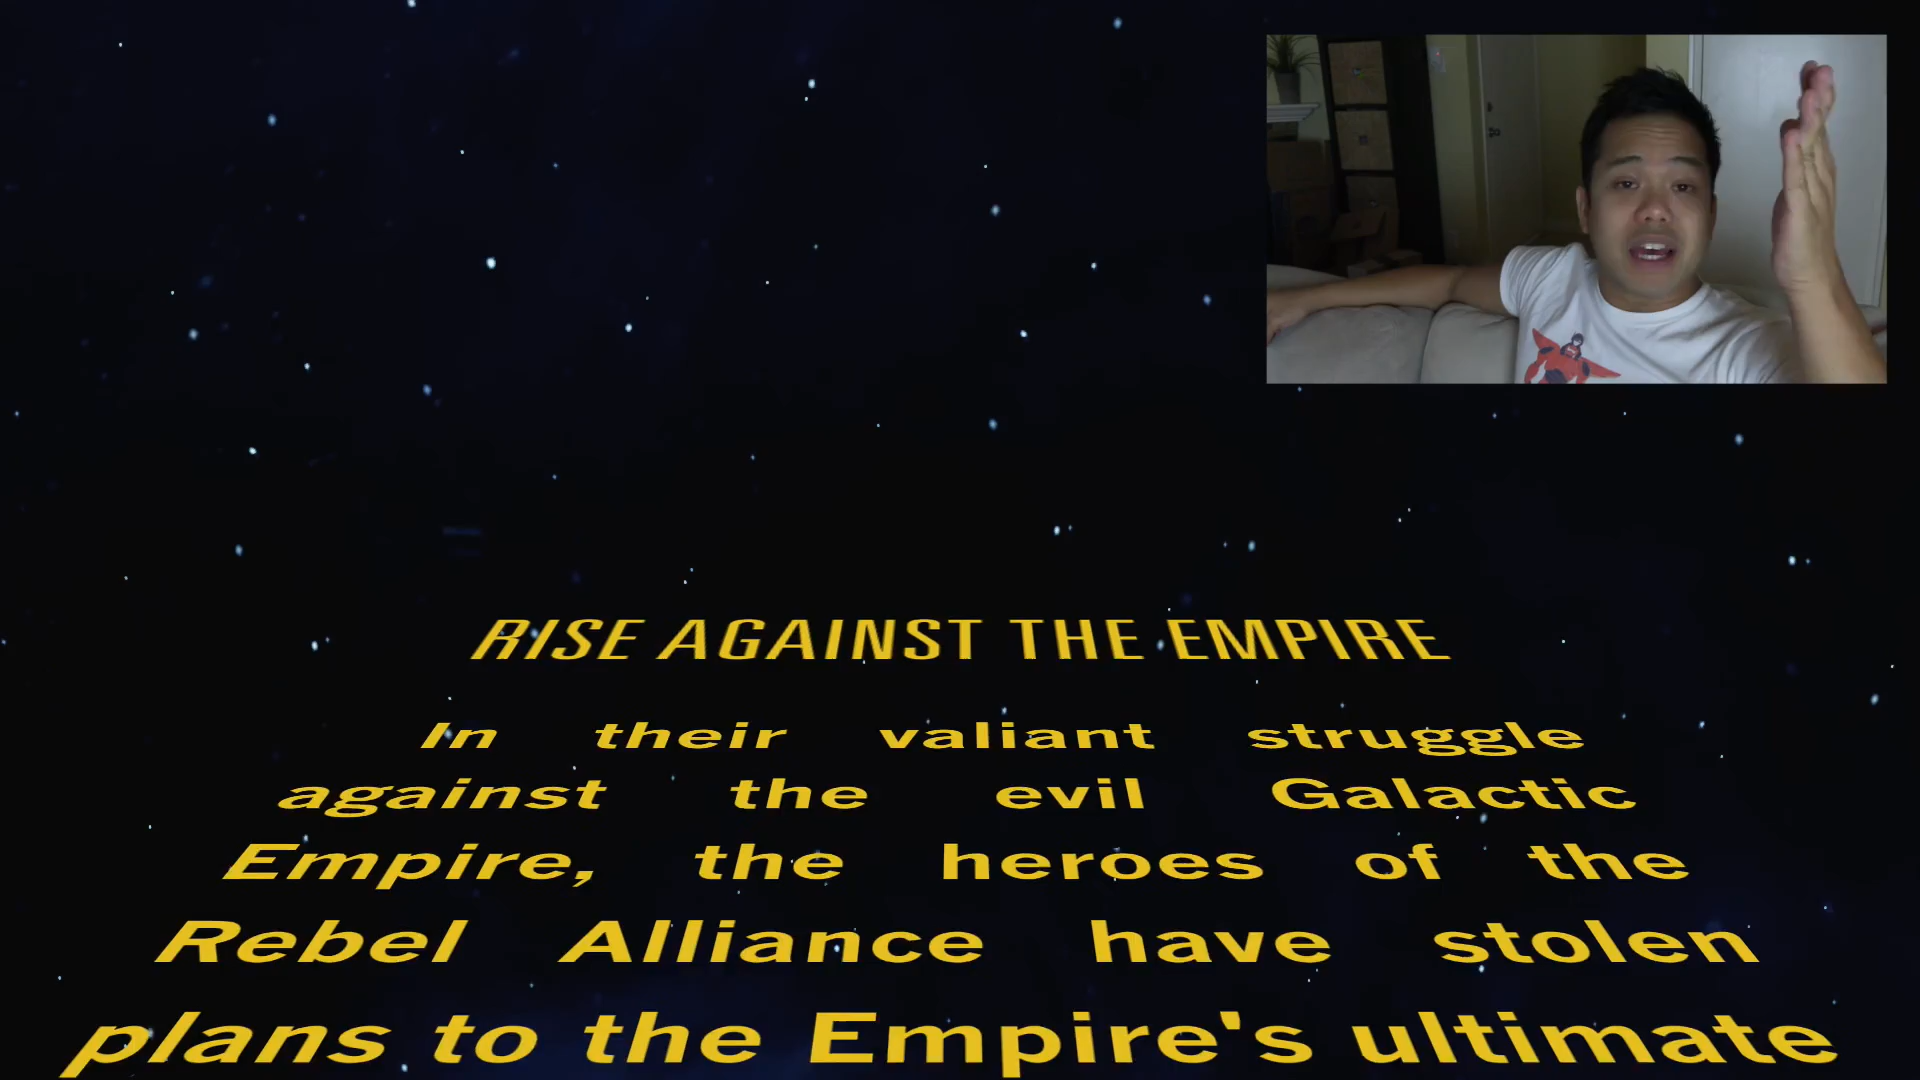 RISE AGAINST THE EMPIRE
In their valiant struggle
against the evil Galactic
Empire, the heroes of the
Rebel Alliance have stolen
plans to the Empire's ultimate